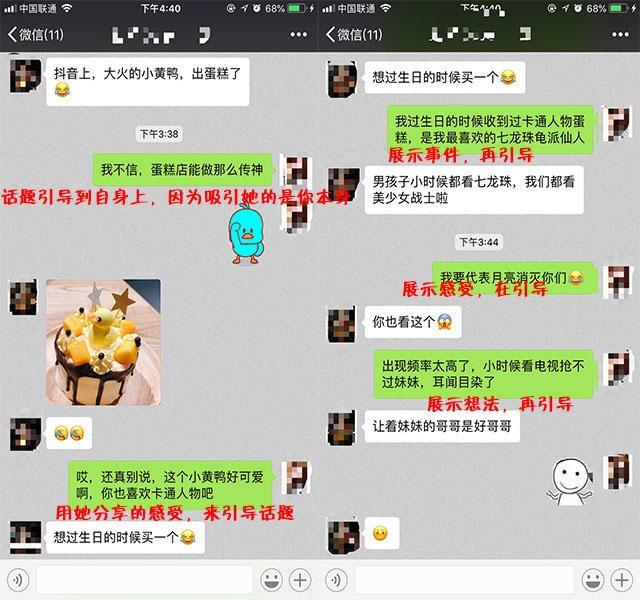 中国联通
下午4:40
68%
微信(11)
抖音上，大火的小黄鸭，出蛋糕了
下午3:38
我不信，蛋糕店能做那么传神
话题引导到自身上，因为吸引她的是你本身
哎，还真别说，这个小黄鸭好可爱
啊，你也喜欢卡通人物吧
用她分享的感受，来引导话题
想过生日的时候买一个
中国联通
下午4:40
68%
微信(11)
想过生日的时候买一个
我过生日的时候收到过卡通人物蛋
糕，是我最喜欢的七龙珠龟派仙人
展示事件，再引导
男孩子小时候都看七龙珠，我们都看
美少女战士啦
下午3:44
我要代表月亮消灭你们
展示感受，在引导
你也看这个
出现频率太高了，小时候看电视抢不
过妹妹，耳闻目染了
展示想法，再引导
让着妹妹的哥哥是好哥哥